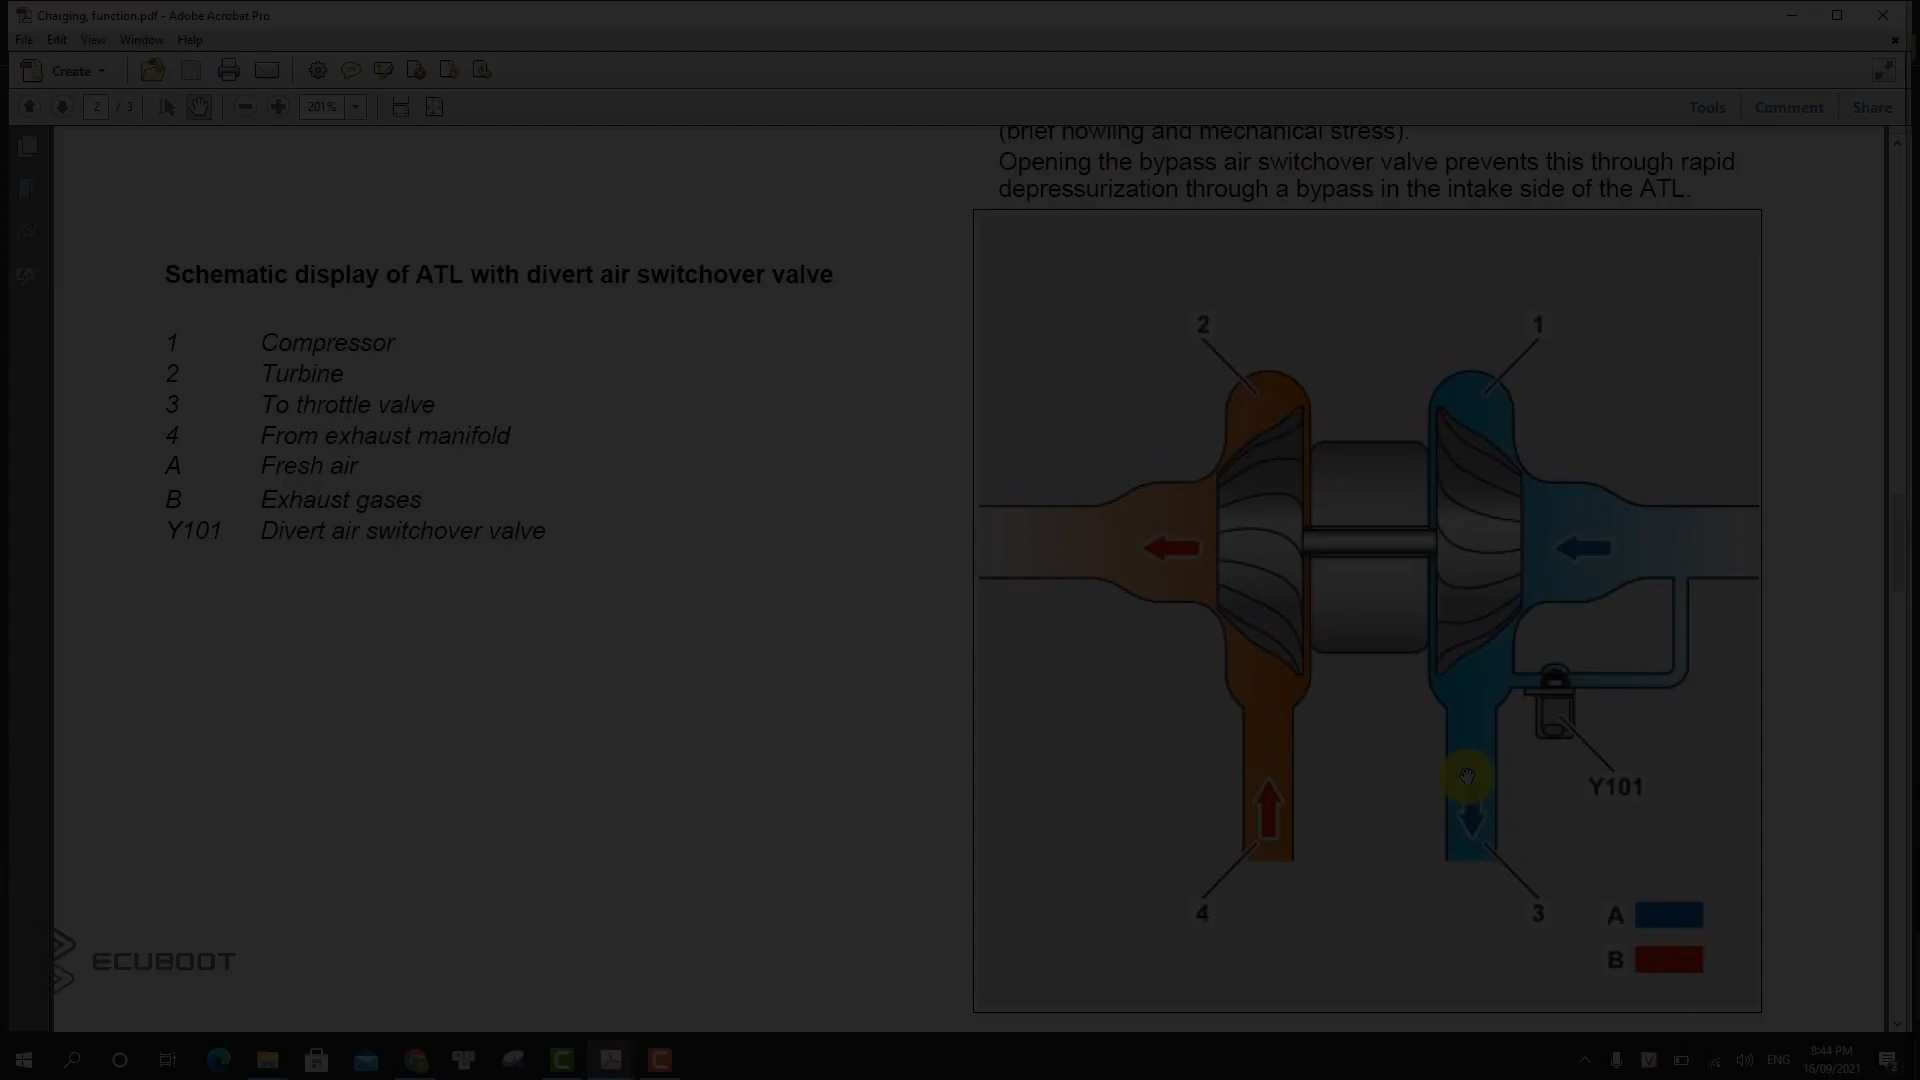 Charging, function.pdf - Adobe Acrobat Pro
File Edit View Window Help
Create
2 / 3 201% Tools Comment Share
(brief howling and mechanical stress).
Opening the bypass air switchover valve prevents this through rapid
depressurization through a bypass in the intake side of the ATL.
Schematic display of ATL with divert air switchover valve
1 Compressor
2 Turbine
3 To throttle valve
4 From exhaust manifold
A Fresh air
B Exhaust gases
Y101 Divert air switchover valve
2 1
Y101
4 3
A
B
ECUBOOT
ENG
8:44 PM
16/09/2021